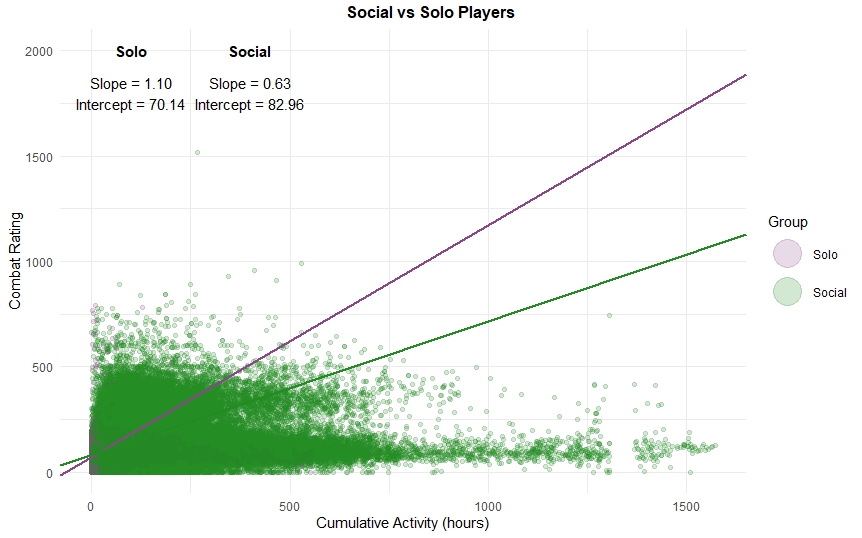 Social vs Solo Players
Solo Social
Slope = 1.10 Slope = 0.63
Intercept = 70.14 Intercept = 82.96
2000
1500
1000
500
0
Combat Rating
0 500 1000 1500
Cumulative Activity (hours)
Group
Solo
Social